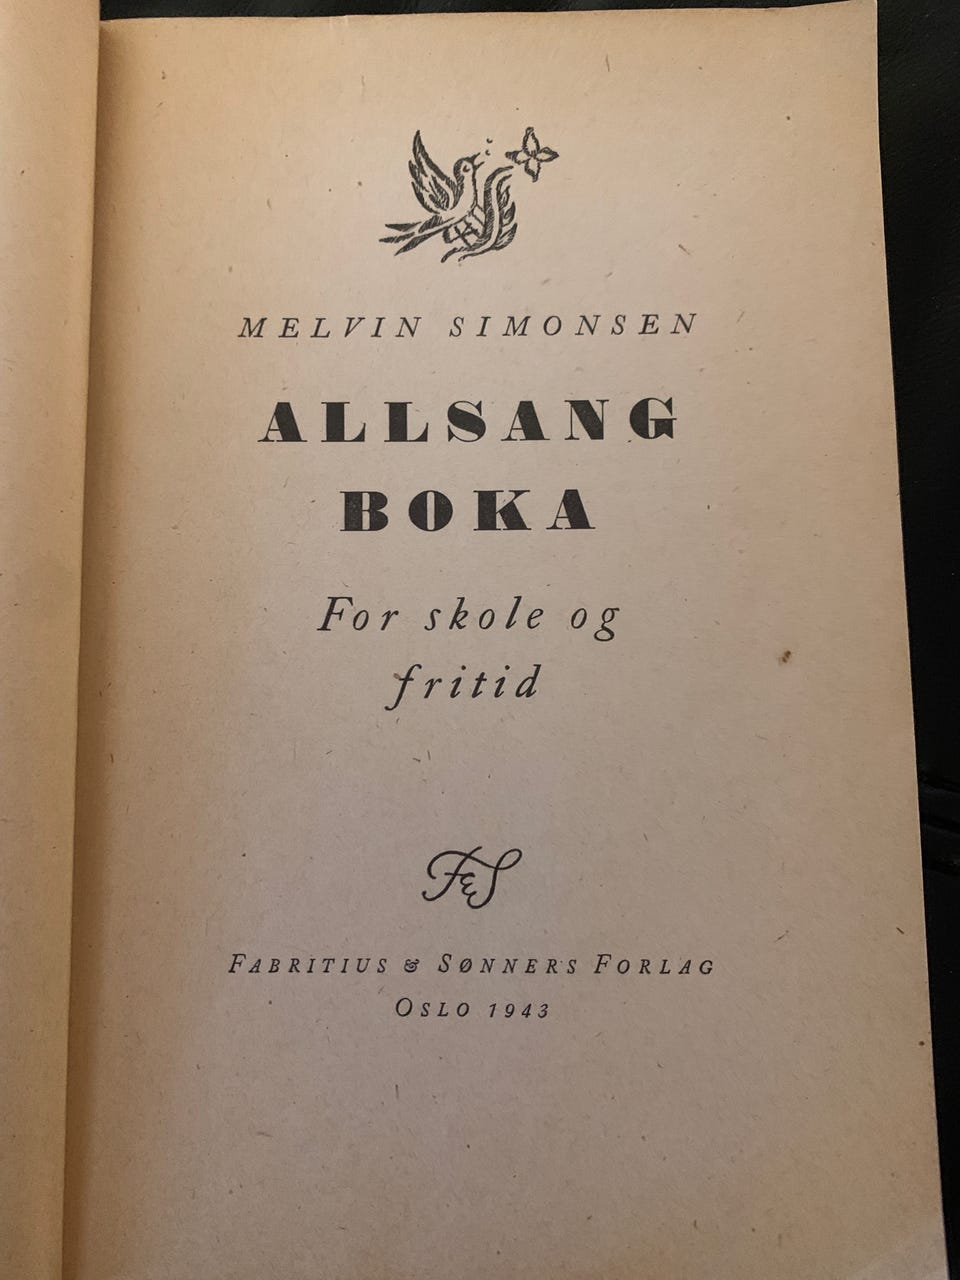 MELVIN SIMONSEN
ALLSANG
BOKA
For skole og
fritid
F&S
FABRITIUS & SØNNERS FORLAG
OSLO 1943